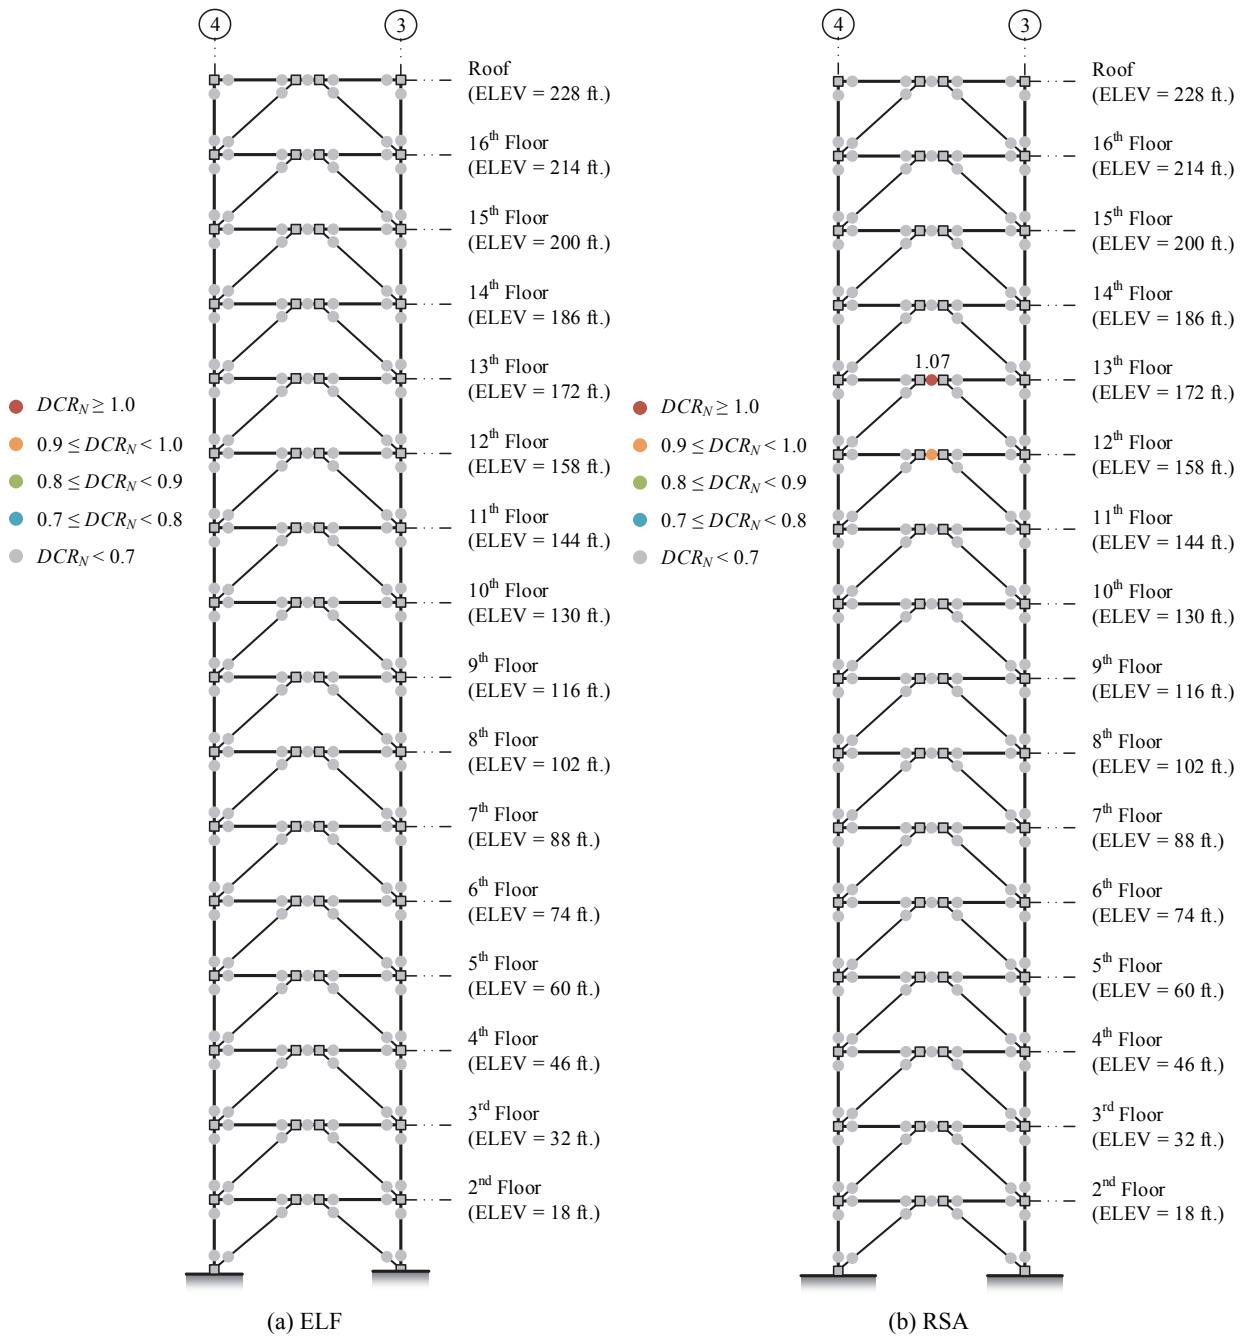 4
3
Roof
(ELEV = 228 ft.)
16th Floor
(ELEV = 214 ft.)
15th Floor
(ELEV = 200 ft.)
14th Floor
(ELEV = 186 ft.)
13th Floor
(ELEV = 172 ft.)
12th Floor
(ELEV = 158 ft.)
11th Floor
(ELEV = 144 ft.)
10th Floor
(ELEV = 130 ft.)
9th Floor
(ELEV = 116 ft.)
8th Floor
(ELEV = 102 ft.)
7th Floor
(ELEV = 88 ft.)
6th Floor
(ELEV = 74 ft.)
5th Floor
(ELEV = 60 ft.)
4th Floor
(ELEV = 46 ft.)
3rd Floor
(ELEV = 32 ft.)
2nd Floor
(ELEV = 18 ft.)
DCR_N ≥ 1.0
0.9 ≤ DCR_N < 1.0
0.8 ≤ DCR_N < 0.9
0.7 ≤ DCR_N < 0.8
DCR_N < 0.7
(a) ELF
4
3
Roof
(ELEV = 228 ft.)
16th Floor
(ELEV = 214 ft.)
15th Floor
(ELEV = 200 ft.)
14th Floor
(ELEV = 186 ft.)
1.07
13th Floor
(ELEV = 172 ft.)
12th Floor
(ELEV = 158 ft.)
11th Floor
(ELEV = 144 ft.)
10th Floor
(ELEV = 130 ft.)
9th Floor
(ELEV = 116 ft.)
8th Floor
(ELEV = 102 ft.)
7th Floor
(ELEV = 88 ft.)
6th Floor
(ELEV = 74 ft.)
5th Floor
(ELEV = 60 ft.)
4th Floor
(ELEV = 46 ft.)
3rd Floor
(ELEV = 32 ft.)
2nd Floor
(ELEV = 18 ft.)
DCR_N ≥ 1.0
0.9 ≤ DCR_N < 1.0
0.8 ≤ DCR_N < 0.9
0.7 ≤ DCR_N < 0.8
DCR_N < 0.7
(b) RSA